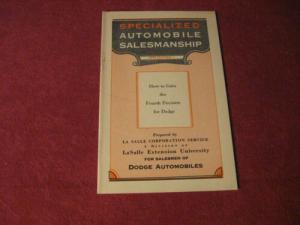 SPECIALIZED
AUTOMOBILE
SALESMANSHIP
How to Gain
the
Fourth Decision
for Dodge
Prepared by
LA SALLE CORPORATION SERVICE
A DIVISION OF
LaSalle Extension University
FOR SALESMEN OF
DODGE AUTOMOBILES